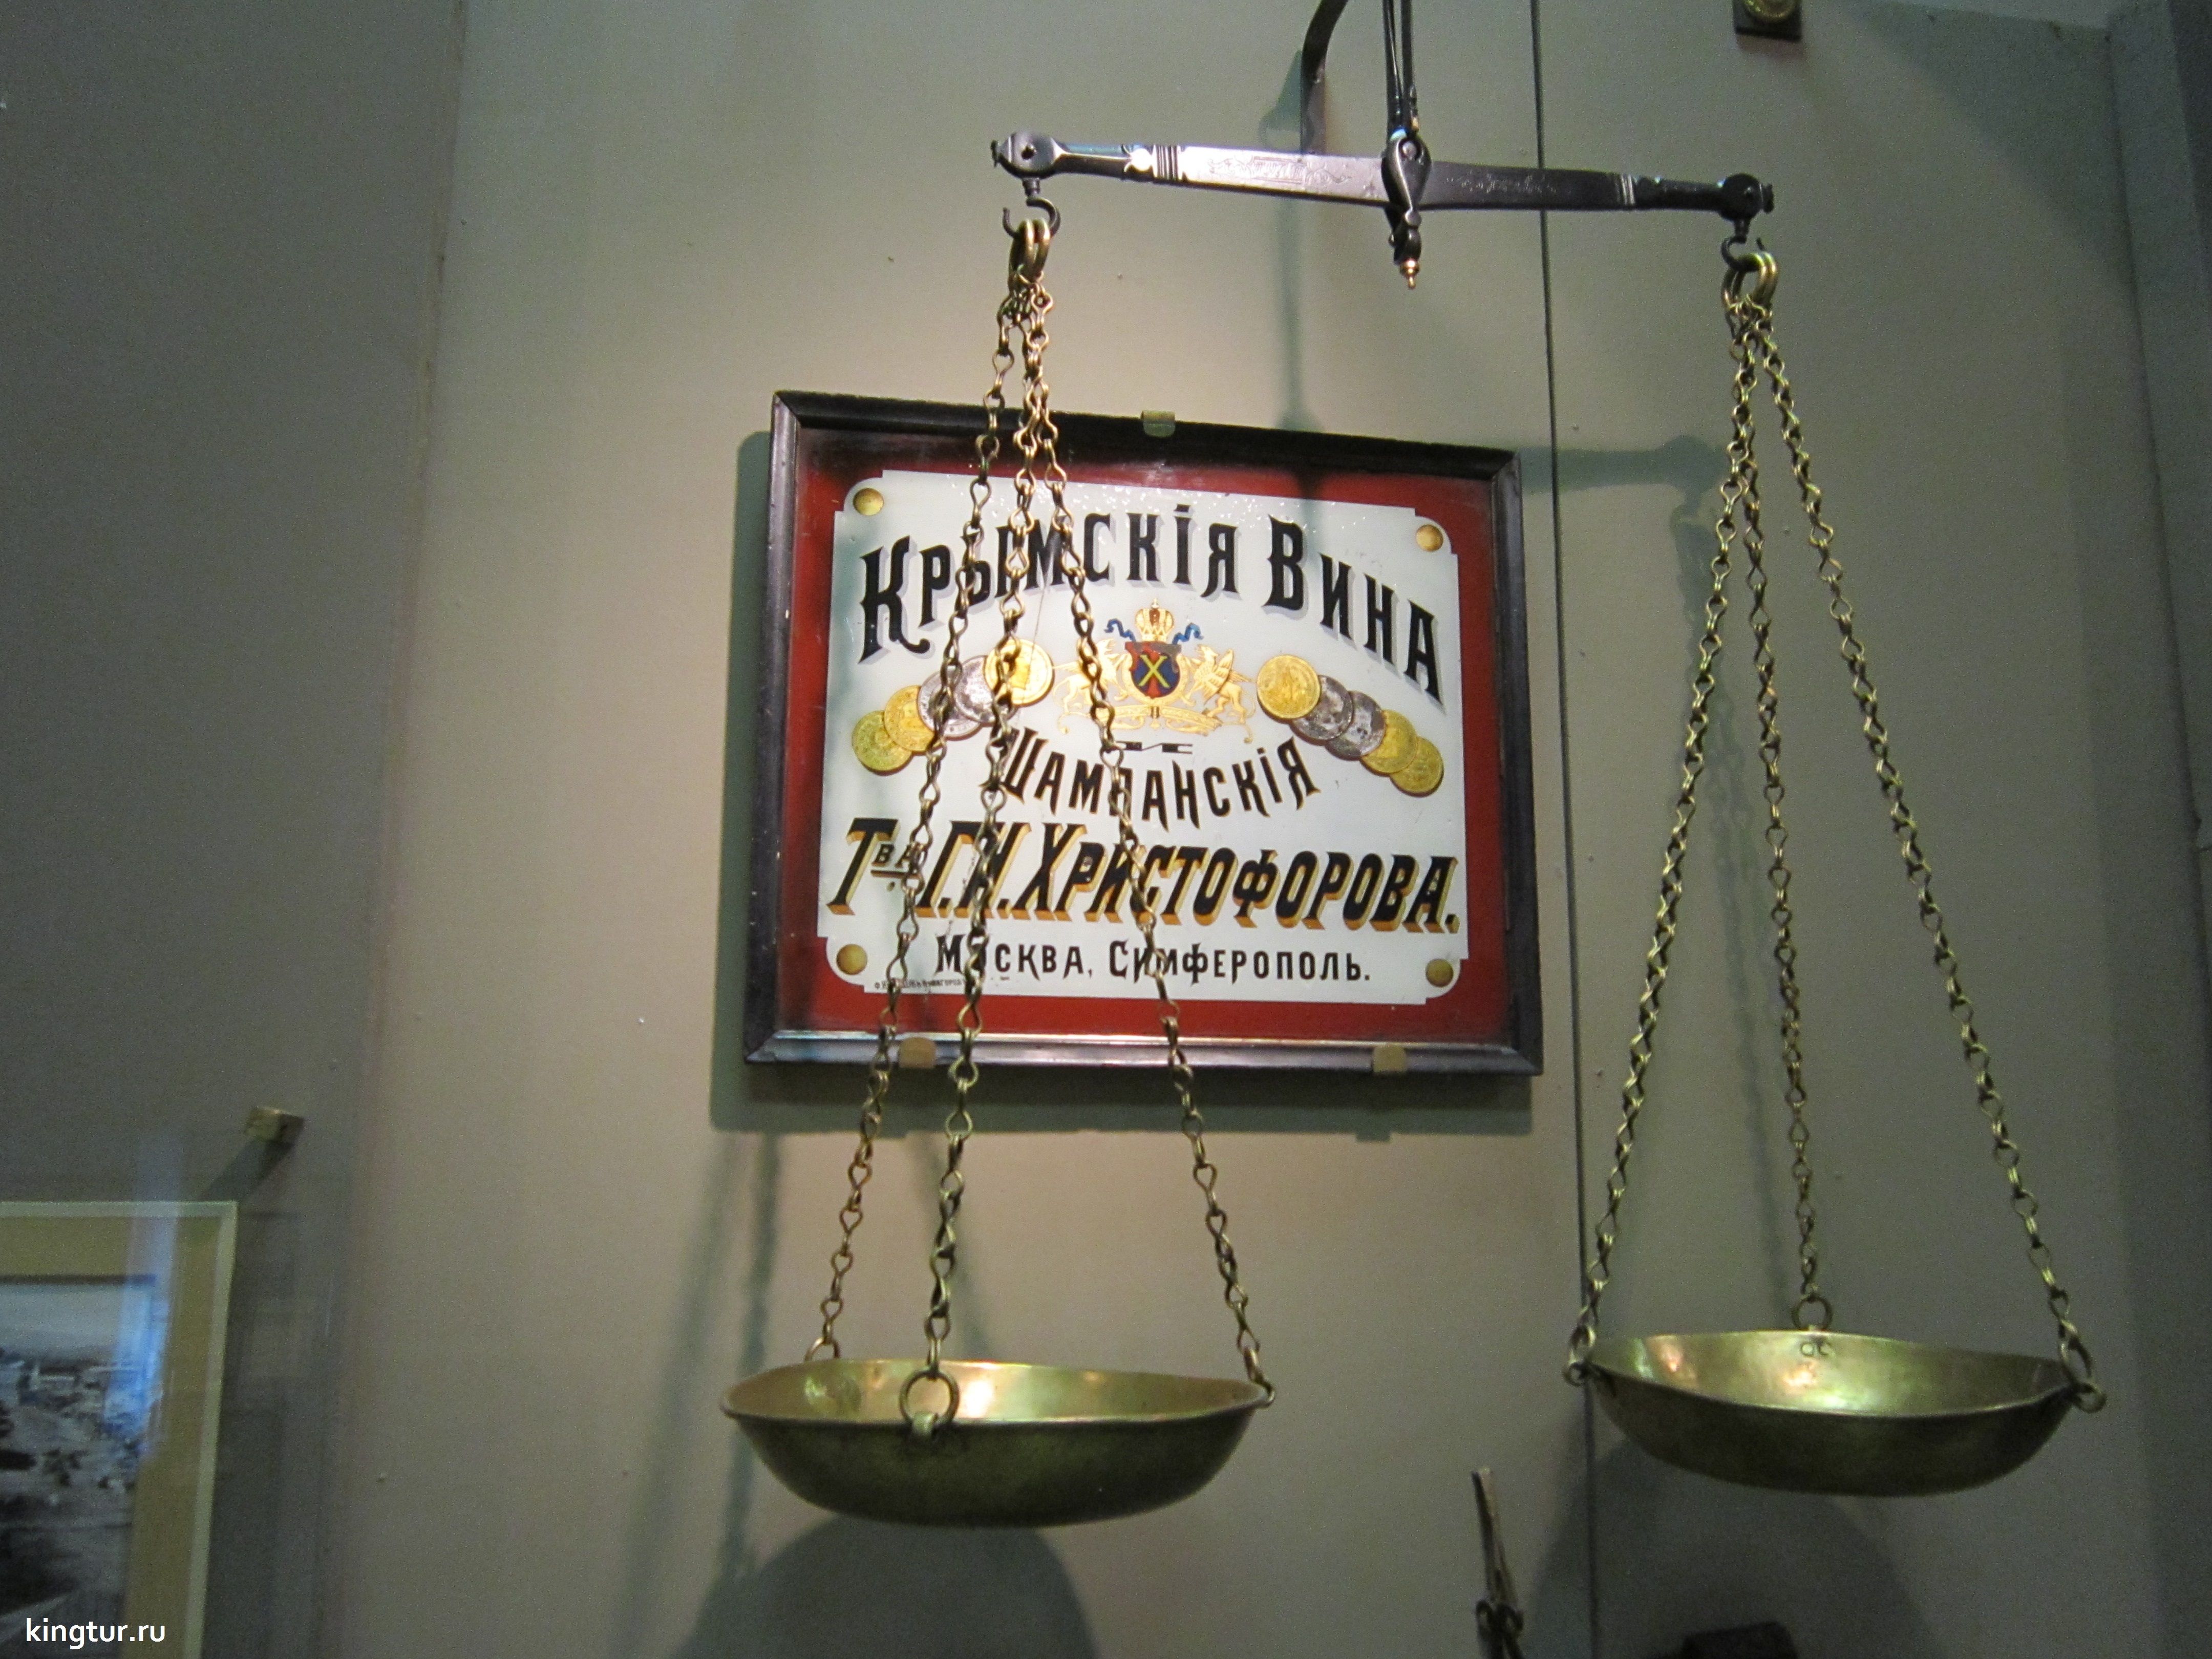 Крымскія Вина
Х
и
Шампанскія
Т-ва Г.Н. Христофорова.
Москва, Симферополь.
kingtur.ru